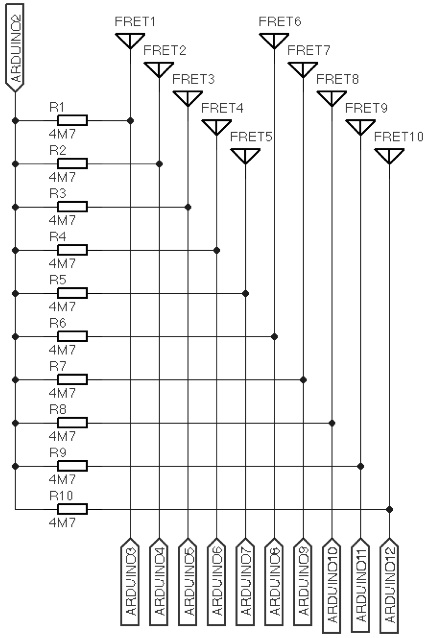 ARDUINO2
FRET1
FRET2
FRET3
FRET4
FRET5
FRET6
FRET7
FRET8
FRET9
FRET10
R1
4M7
R2
4M7
R3
4M7
R4
4M7
R5
4M7
R6
4M7
R7
4M7
R8
4M7
R9
4M7
R10
4M7
ARDUINO3
ARDUINO4
ARDUINO5
ARDUINO6
ARDUINO7
ARDUINO8
ARDUINO9
ARDUINO10
ARDUINO11
ARDUINO12